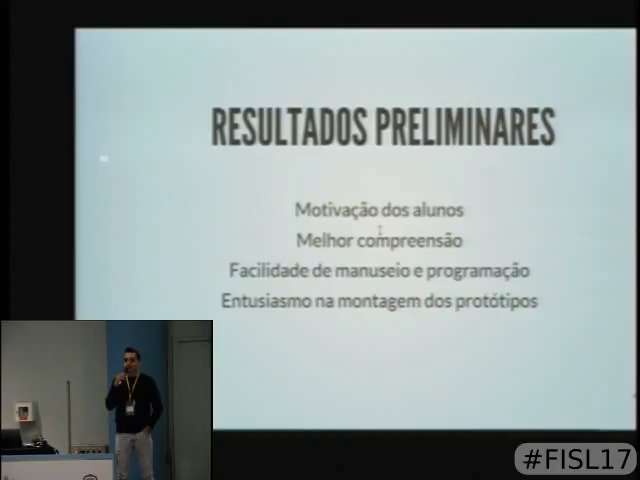 RESULTADOS PRELIMINARES
Motivação dos alunos
Melhor compreensão
Facilidade de manuseio e programação
Entusiasmo na montagem dos protótipos
#FISL17